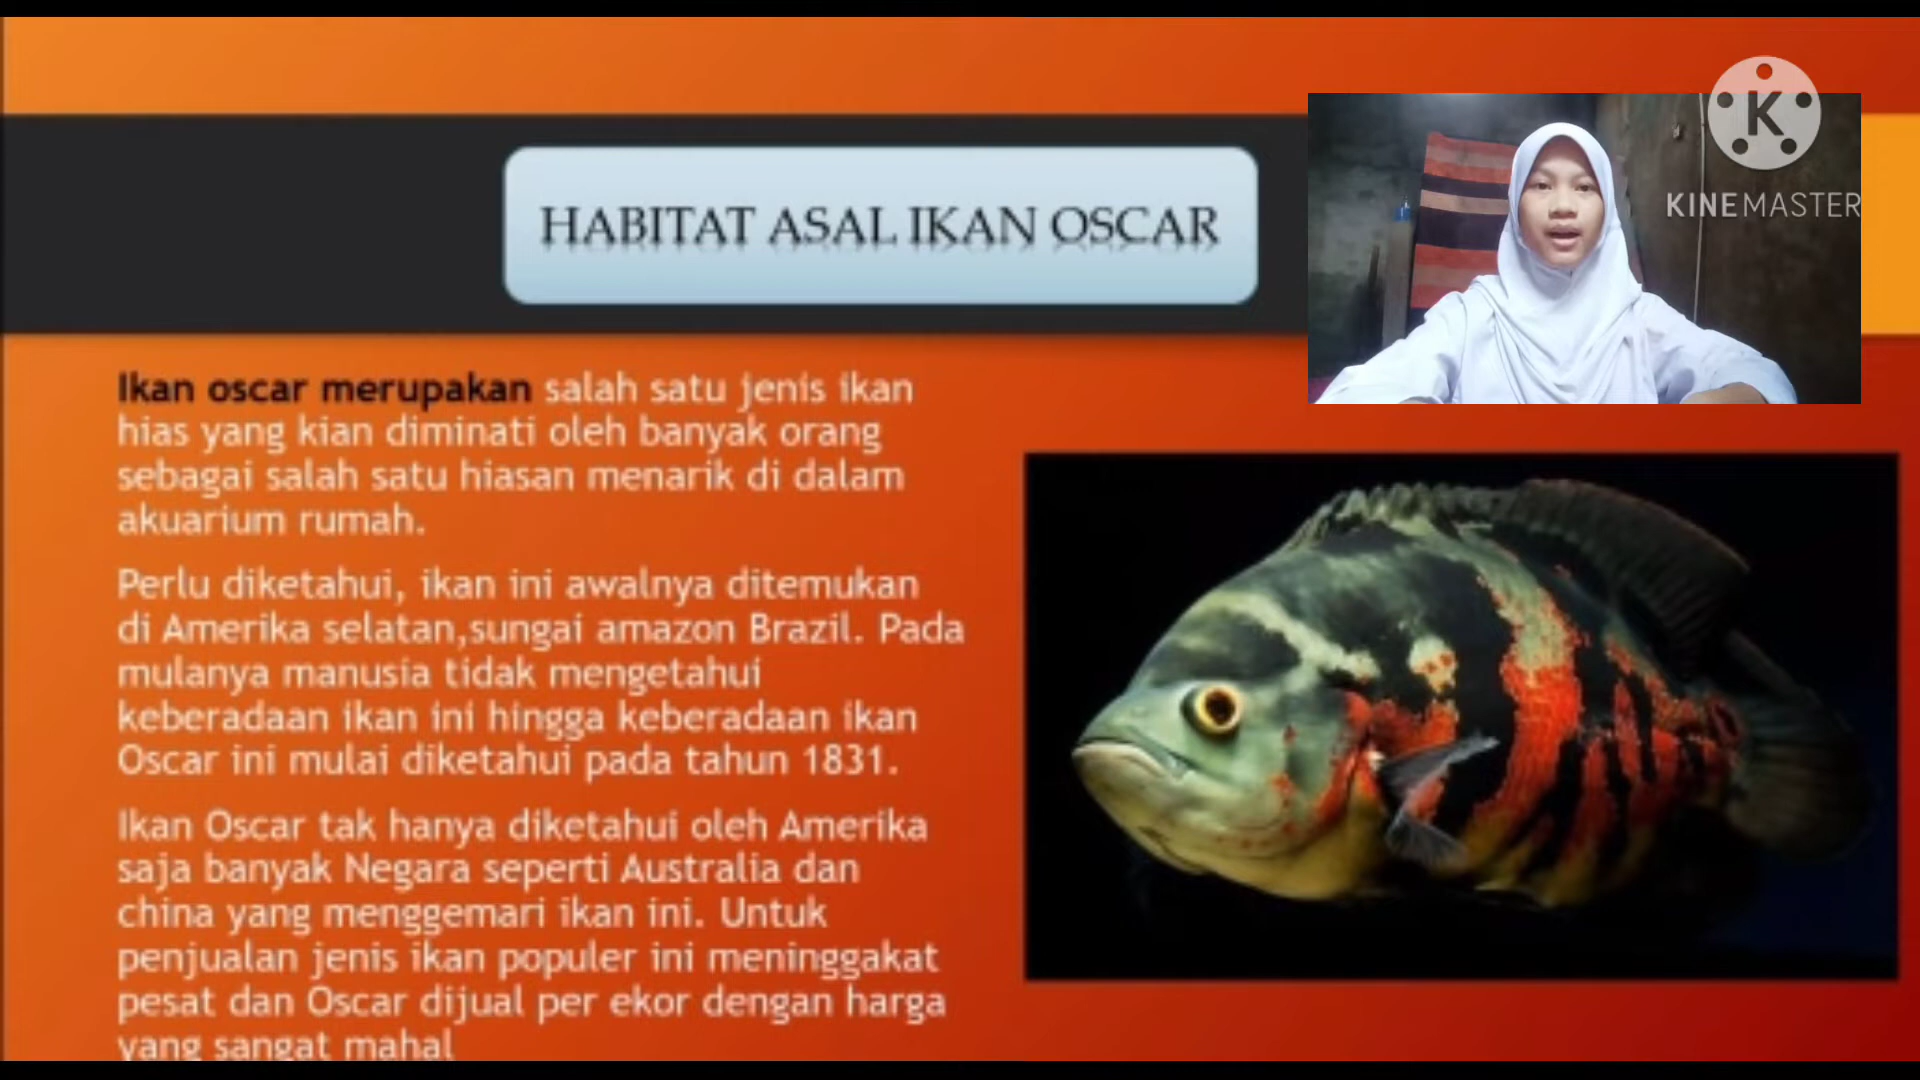 HABITAT ASAL IKAN OSCAR
K
KINEMASTER
Ikan oscar merupakan salah satu jenis ikan
hias yang kian diminati oleh banyak orang
sebagai salah satu hiasan menarik di dalam
akuarium rumah.
Perlu diketahui, ikan ini awalnya ditemukan
di Amerika selatan,sungai amazon Brazil. Pada
mulanya manusia tidak mengetahui
keberadaan ikan ini hingga keberadaan ikan
Oscar ini mulai diketahui pada tahun 1831.
Ikan Oscar tak hanya diketahui oleh Amerika
saja banyak Negara seperti Australia dan
china yang menggemari ikan ini. Untuk
penjualan jenis ikan populer ini meninggakat
pesat dan Oscar dijual per ekor dengan harga
yang sangat mahal